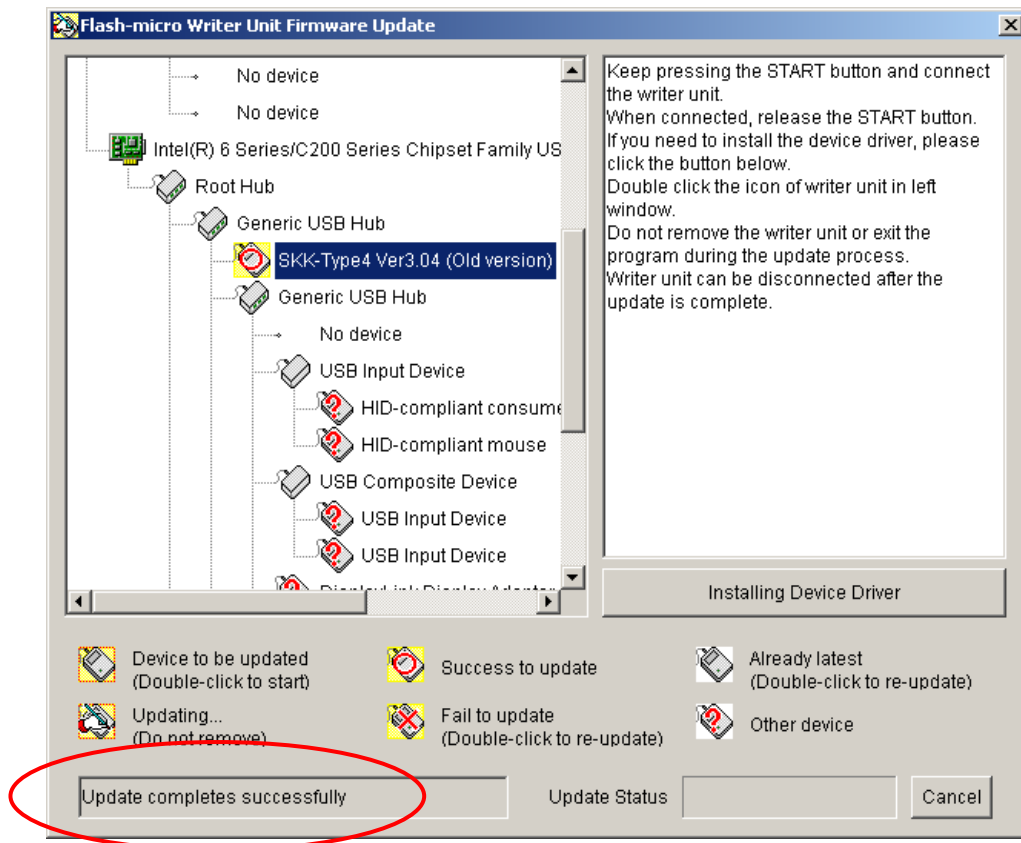 Flash-micro Writer Unit Firmware Update
No device
No device
Intel(R) 6 Series/C200 Series Chipset Family US
Root Hub
Generic USB Hub
SKK-Type4 Ver3.04 (Old version)
Generic USB Hub
No device
USB Input Device
HID-compliant consume
HID-compliant mouse
USB Composite Device
USB Input Device
USB Input Device
DisplayLink Display Adapter
Keep pressing the START button and connect
the writer unit.
When connected, release the START button.
If you need to install the device driver, please
click the button below.
Double click the icon of writer unit in left
window.
Do not remove the writer unit or exit the
program during the update process.
Writer unit can be disconnected after the
update is complete.
Installing Device Driver
Device to be updated
(Double-click to start)
Success to update
Already latest
(Double-click to re-update)
Updating...
(Do not remove)
Fail to update
(Double-click to re-update)
Other device
Update completes successfully
Update Status
Cancel